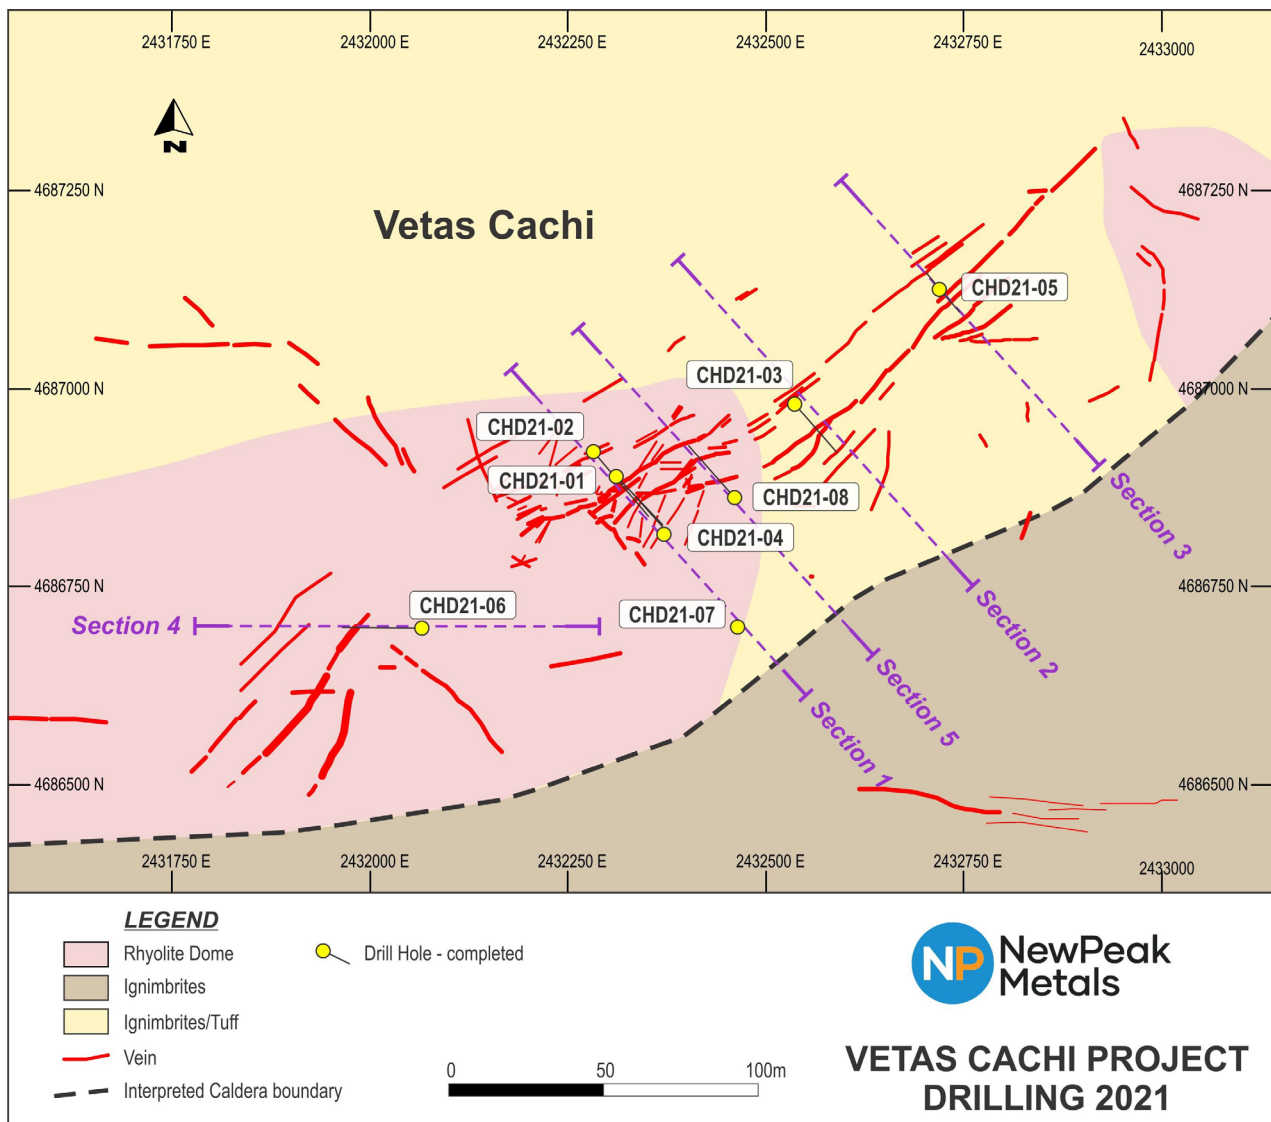 2431750 E
2432000 E
2432250 E
2432500 E
2432750 E
2433000
N
4687250 N
4687250 N
Vetas Cachi
CHD21-05
CHD21-03
4687000 N
4687000 N
CHD21-02
CHD21-01
CHD21-08
CHD21-04
Section 3
4686750 N
4686750 N
CHD21-06
CHD21-07
Section 4
Section 2
Section 5
Section 1
4686500 N
4686500 N
2431750 E
2432000 E
2432250 E
2432500 E
2432750 E
2433000
LEGEND
Rhyolite Dome
Drill Hole - completed
Ignimbrites
Ignimbrites/Tuff
Vein
Interpreted Caldera boundary
0
50
100m
NP
NewPeak
Metals
VETAS CACHI PROJECT
DRILLING 2021